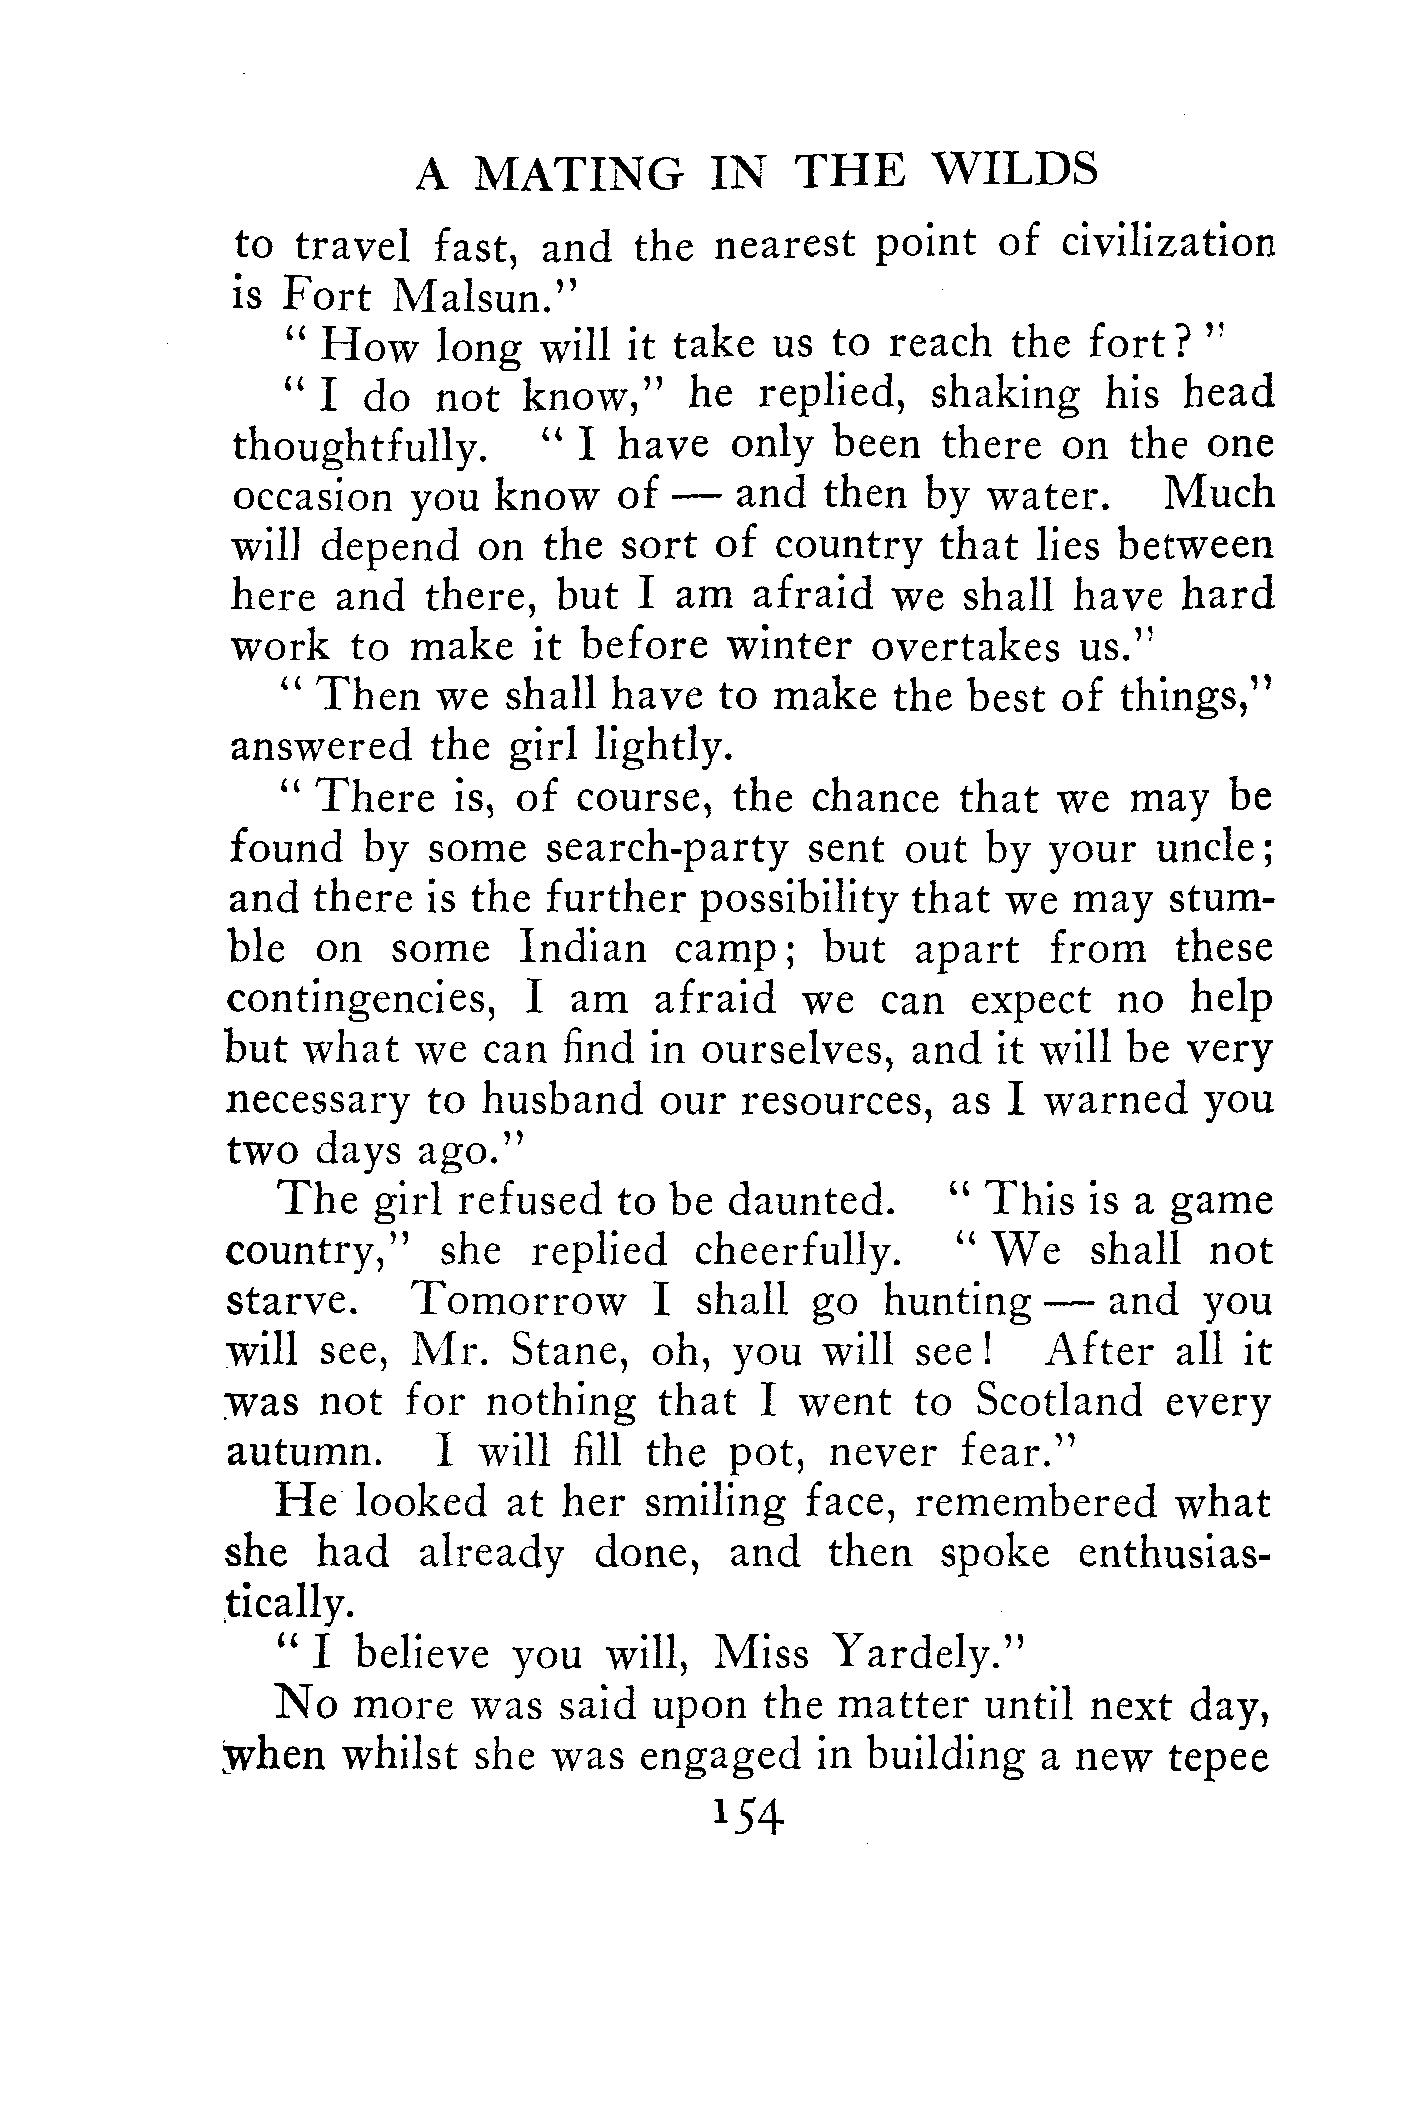 A MATING IN THE WILDS
to travel fast, and the nearest point of civilization
is Fort Malsun."
" How long will it take us to reach the fort? "
" I do not know," he replied, shaking his head
thoughtfully. " I have only been there on the one
occasion you know of — and then by water. Much
will depend on the sort of country that lies between
here and there, but I am afraid we shall have hard
work to make it before winter overtakes us."
" Then we shall have to make the best of things,"
answered the girl lightly.
" There is, of course, the chance that we may be
found by some search-party sent out by your uncle;
and there is the further possibility that we may stum-
ble on some Indian camp; but apart from these
contingencies, I am afraid we can expect no help
but what we can find in ourselves, and it will be very
necessary to husband our resources, as I warned you
two days ago."
The girl refused to be daunted. " This is a game
country," she replied cheerfully. " We shall not
starve. Tomorrow I shall go hunting — and you
will see, Mr. Stane, oh, you will see! After all it
was not for nothing that I went to Scotland every
autumn. I will fill the pot, never fear."
He looked at her smiling face, remembered what
she had already done, and then spoke enthusias-
tically.
" I believe you will, Miss Yardely."
No more was said upon the matter until next day,
when whilst she was engaged in building a new tepee
154